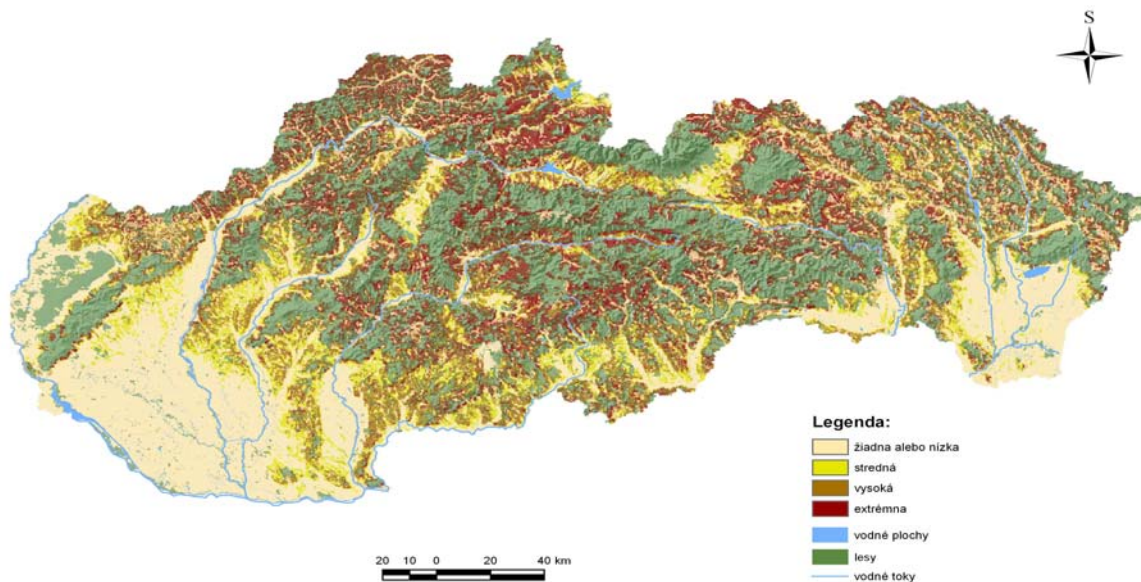 S
Legenda:
žiadna alebo nízka
stredná
vysoká
extrémna
vodné plochy
lesy
vodné toky
20 10 0 20 40 km